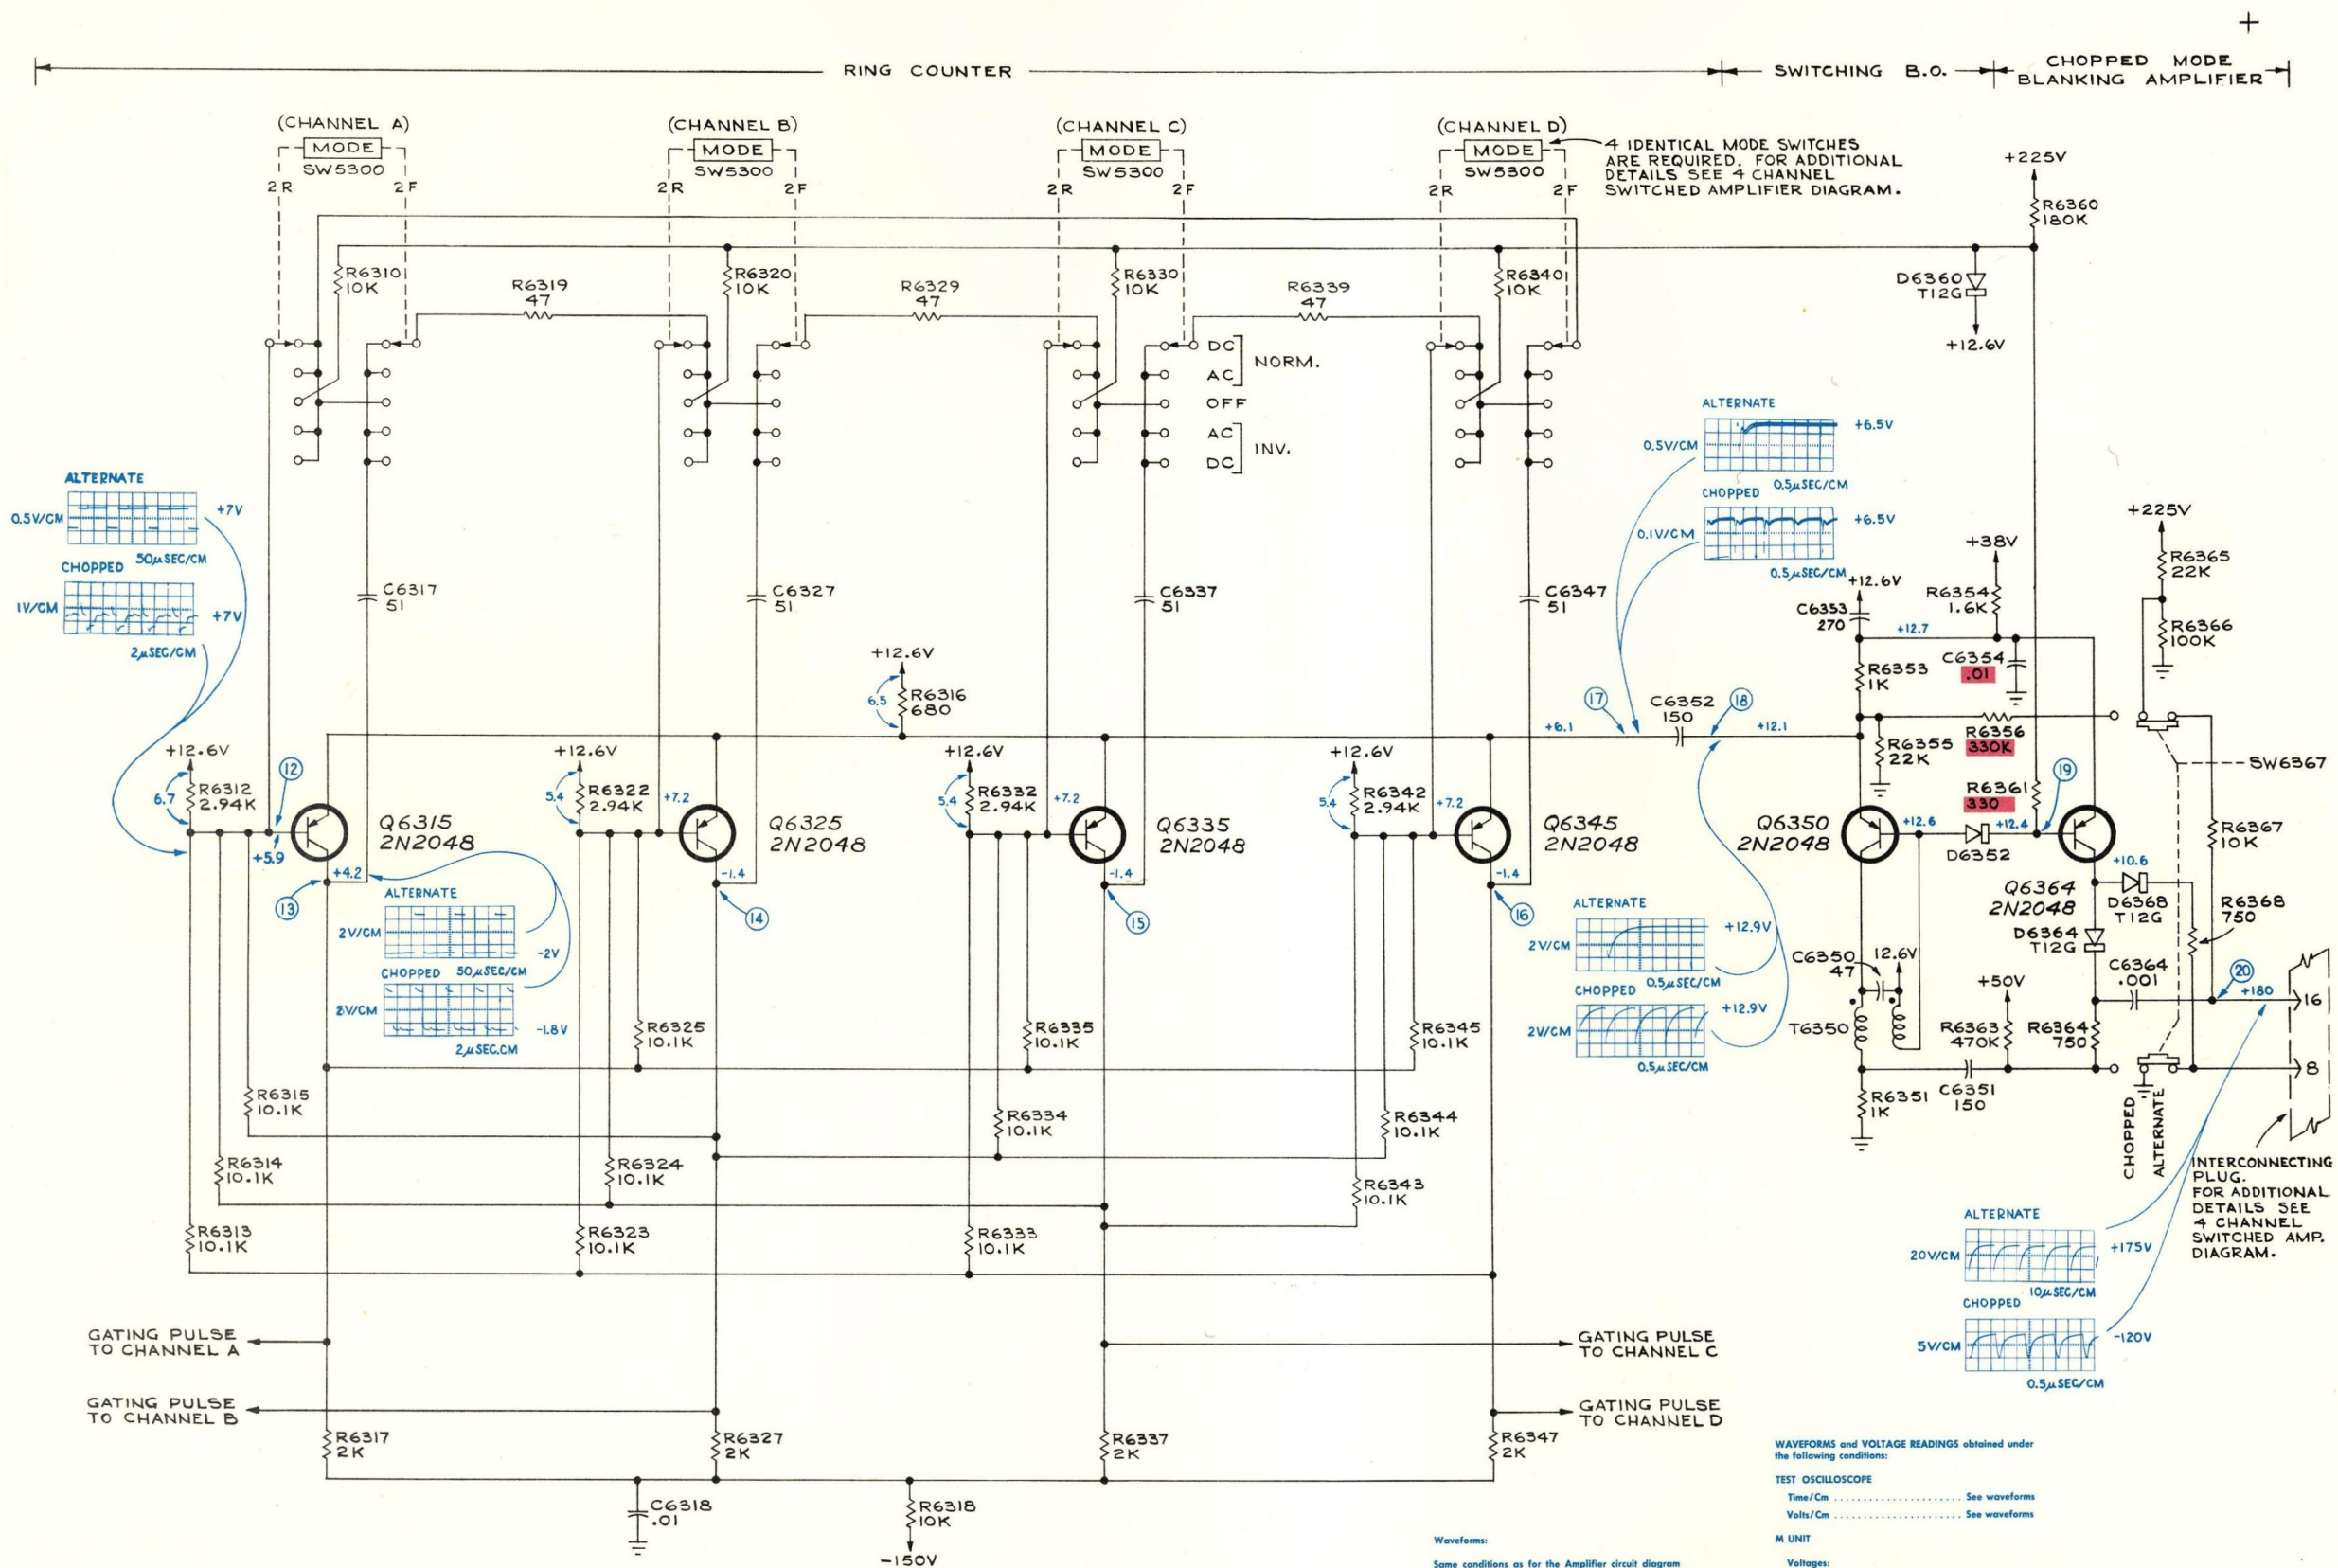 +
RING COUNTER
SWITCHING B.O.
CHOPPED MODE
BLANKING AMPLIFIER
(CHANNEL A)
MODE
SW5300
2R
2F
(CHANNEL B)
MODE
SW5300
2R
2F
(CHANNEL C)
MODE
SW5300
2R
2F
(CHANNEL D)
MODE
SW5300
2R
2F
4 IDENTICAL MODE SWITCHES
ARE REQUIRED. FOR ADDITIONAL
DETAILS SEE 4 CHANNEL
SWITCHED AMPLIFIER DIAGRAM.
+225V
R6360
180K
R6310
10K
R6319
47
R6320
10K
R6329
47
R6330
10K
R6339
47
R6340
10K
D6360
T12G
+12.6V
DC
AC
NORM.
OFF
AC
DC
INV.
ALTERNATE
0.5V/CM
+7V
50µSEC/CM
CHOPPED
1V/CM
+7V
2µSEC/CM
ALTERNATE
0.5V/CM
+6.5V
0.5µSEC/CM
CHOPPED
0.1V/CM
+6.5V
0.5µSEC/CM
C6317
51
C6327
51
C6337
51
C6347
51
+12.6V
6.5
R6316
680
+12.6V
C6353
270
+38V
R6354
1.6K
+12.7
R6353
1K
C6354
.01
+225V
R6365
22K
R6366
100K
17
C6352
150
18
+6.1
+12.1
R6355
22K
R6356
330K
SW6367
+12.6V
6.7
R6312
2.94K
12
+5.9
Q6315
2N2048
+4.2
13
+12.6V
5.4
R6322
2.94K
+7.2
Q6325
2N2048
-1.4
14
+12.6V
5.4
R6332
2.94K
+7.2
Q6335
2N2048
-1.4
15
+12.6V
5.4
R6342
2.94K
+7.2
Q6345
2N2048
-1.4
16
Q6350
2N2048
+12.6
D6352
R6361
330
+12.4
19
+10.6
Q6364
2N2048
D6368
T12G
D6364
T12G
R6367
10K
R6368
750
ALTERNATE
2V/CM
-2V
50µSEC/CM
CHOPPED
2V/CM
-1.8V
2µSEC.CM
ALTERNATE
2V/CM
+12.9V
0.5µSEC/CM
CHOPPED
2V/CM
+12.9V
0.5µSEC/CM
C6350
47
12.6V
T6350
+50V
R6363
470K
R6364
750
C6364
.001
20
+180
16
8
R6351
1K
C6351
150
CHOPPED
ALTERNATE
INTERCONNECTING
PLUG.
FOR ADDITIONAL
DETAILS SEE
4 CHANNEL
SWITCHED AMP.
DIAGRAM.
R6325
10.1K
R6335
10.1K
R6345
10.1K
R6315
10.1K
R6334
10.1K
R6344
10.1K
R6314
10.1K
R6324
10.1K
R6343
10.1K
R6313
10.1K
R6323
10.1K
R6333
10.1K
ALTERNATE
20V/CM
+175V
10µSEC/CM
CHOPPED
5V/CM
-120V
0.5µSEC/CM
GATING PULSE
TO CHANNEL A
GATING PULSE
TO CHANNEL B
GATING PULSE
TO CHANNEL C
GATING PULSE
TO CHANNEL D
R6317
2K
R6327
2K
R6337
2K
R6347
2K
C6318
.01
R6318
10K
-150V
WAVEFORMS and VOLTAGE READINGS obtained under
the following conditions:
TEST OSCILLOSCOPE
Time/Cm ...................... See waveforms
Volts/Cm ...................... See waveforms
M UNIT
Voltages:
Waveforms:
Same conditions as for the Amplifier circuit diagram